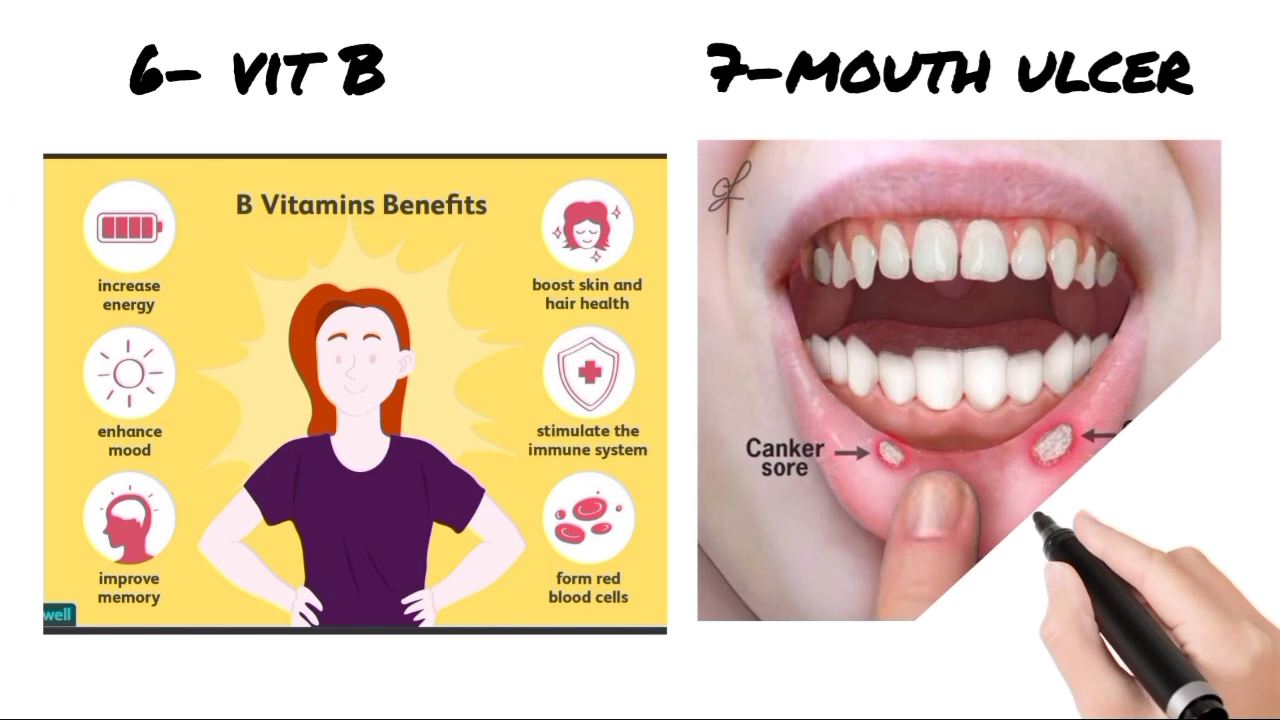 6- VIT B
7-MOUTH ULCER
B Vitamins Benefits
increase
energy
enhance
mood
improve
memory
boost skin and
hair health
stimulate the
immune system
form red
blood cells
well
Canker
sore